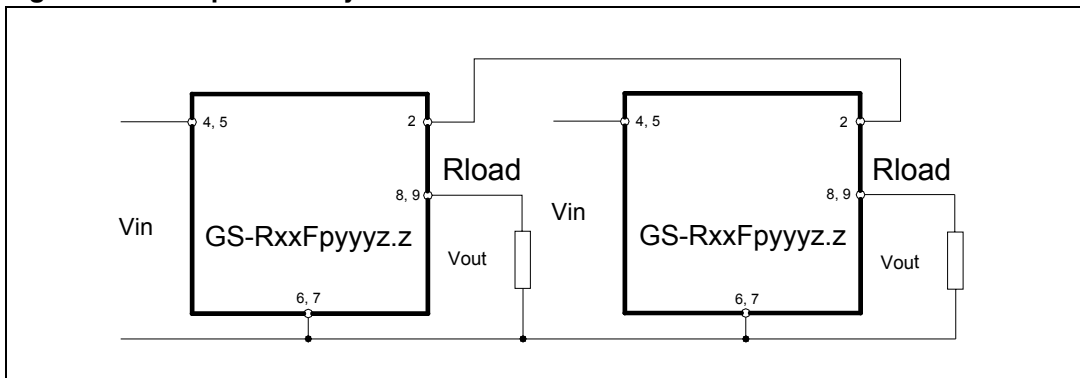 4, 5
2
Rload
8, 9
Vin
GS-RxxFpyyyz.z
Vout
6, 7
4, 5
2
Rload
8, 9
Vin
GS-RxxFpyyyz.z
Vout
6, 7